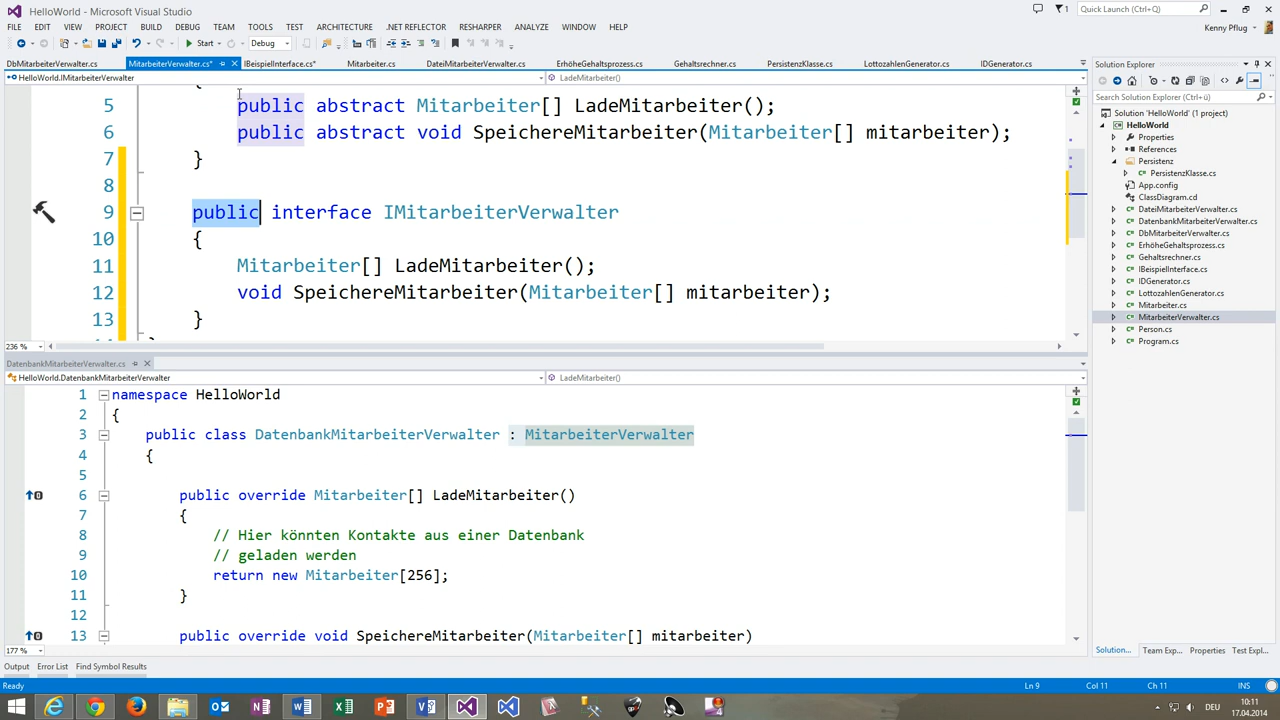 HelloWorld - Microsoft Visual Studio
Quick Launch (Ctrl+Q)
FILE EDIT VIEW PROJECT BUILD DEBUG TEAM TOOLS TEST ARCHITECTURE .NET REFLECTOR RESHARPER ANALYZE WINDOW HELP
Kenny Pflug
Start Debug
DbMitarbeiterVerwalter.cs MitarbeiterVerwalter.cs* IBeispielInterface.cs* Mitarbeiter.cs DateiMitarbeiterVerwalter.cs ErhöheGehaltsprozess.cs Gehaltsrechner.cs PersistenzKlasse.cs LottozahlenGenerator.cs IDGenerator.cs
HelloWorld.IMitarbeiterVerwalter LadeMitarbeiter()
{
5 public abstract Mitarbeiter[] LadeMitarbeiter();
6 public abstract void SpeichereMitarbeiter(Mitarbeiter[] mitarbeiter);
7 }
8
9 public interface IMitarbeiterVerwalter
10 {
11 Mitarbeiter[] LadeMitarbeiter();
12 void SpeichereMitarbeiter(Mitarbeiter[] mitarbeiter);
13 }
236 %
DatenbankMitarbeiterVerwalter.cs
HelloWorld.DatenbankMitarbeiterVerwalter LadeMitarbeiter()
1 namespace HelloWorld
2 {
3 public class DatenbankMitarbeiterVerwalter : MitarbeiterVerwalter
4 {
5
6 public override Mitarbeiter[] LadeMitarbeiter()
7 {
8 // Hier könnten Kontakte aus einer Datenbank
9 // geladen werden
10 return new Mitarbeiter[256];
11 }
12
13 public override void SpeichereMitarbeiter(Mitarbeiter[] mitarbeiter)
177 %
Solution Explorer
Search Solution Explorer (Ctrl+ü)
Solution 'HelloWorld' (1 project)
HelloWorld
Properties
References
Persistenz
PersistenzKlasse.cs
App.config
ClassDiagram.cd
DateiMitarbeiterVerwalter.cs
DatenbankMitarbeiterVerwalter.cs
DbMitarbeiterVerwalter.cs
ErhöheGehaltsprozess.cs
Gehaltsrechner.cs
IBeispielInterface.cs
IDGenerator.cs
LottozahlenGenerator.cs
Mitarbeiter.cs
MitarbeiterVerwalter.cs
Person.cs
Program.cs
Solution... Team Exp... Properties Test Expl...
Output Error List Find Symbol Results
Ready Ln 9 Col 11 Ch 11 INS
DEU
10:11
17.04.2014